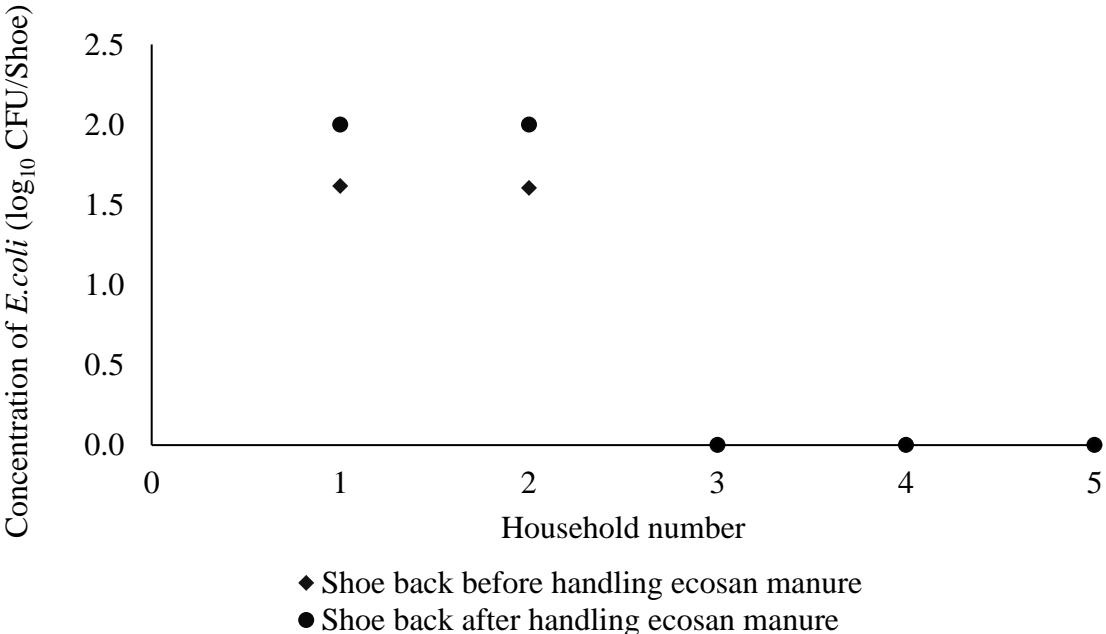 Concentration of E.coli (log10 CFU/Shoe)
2.5
2.0
1.5
1.0
0.5
0.0
0 1 2 3 4 5
Household number
Shoe back before handling ecosan manure
Shoe back after handling ecosan manure